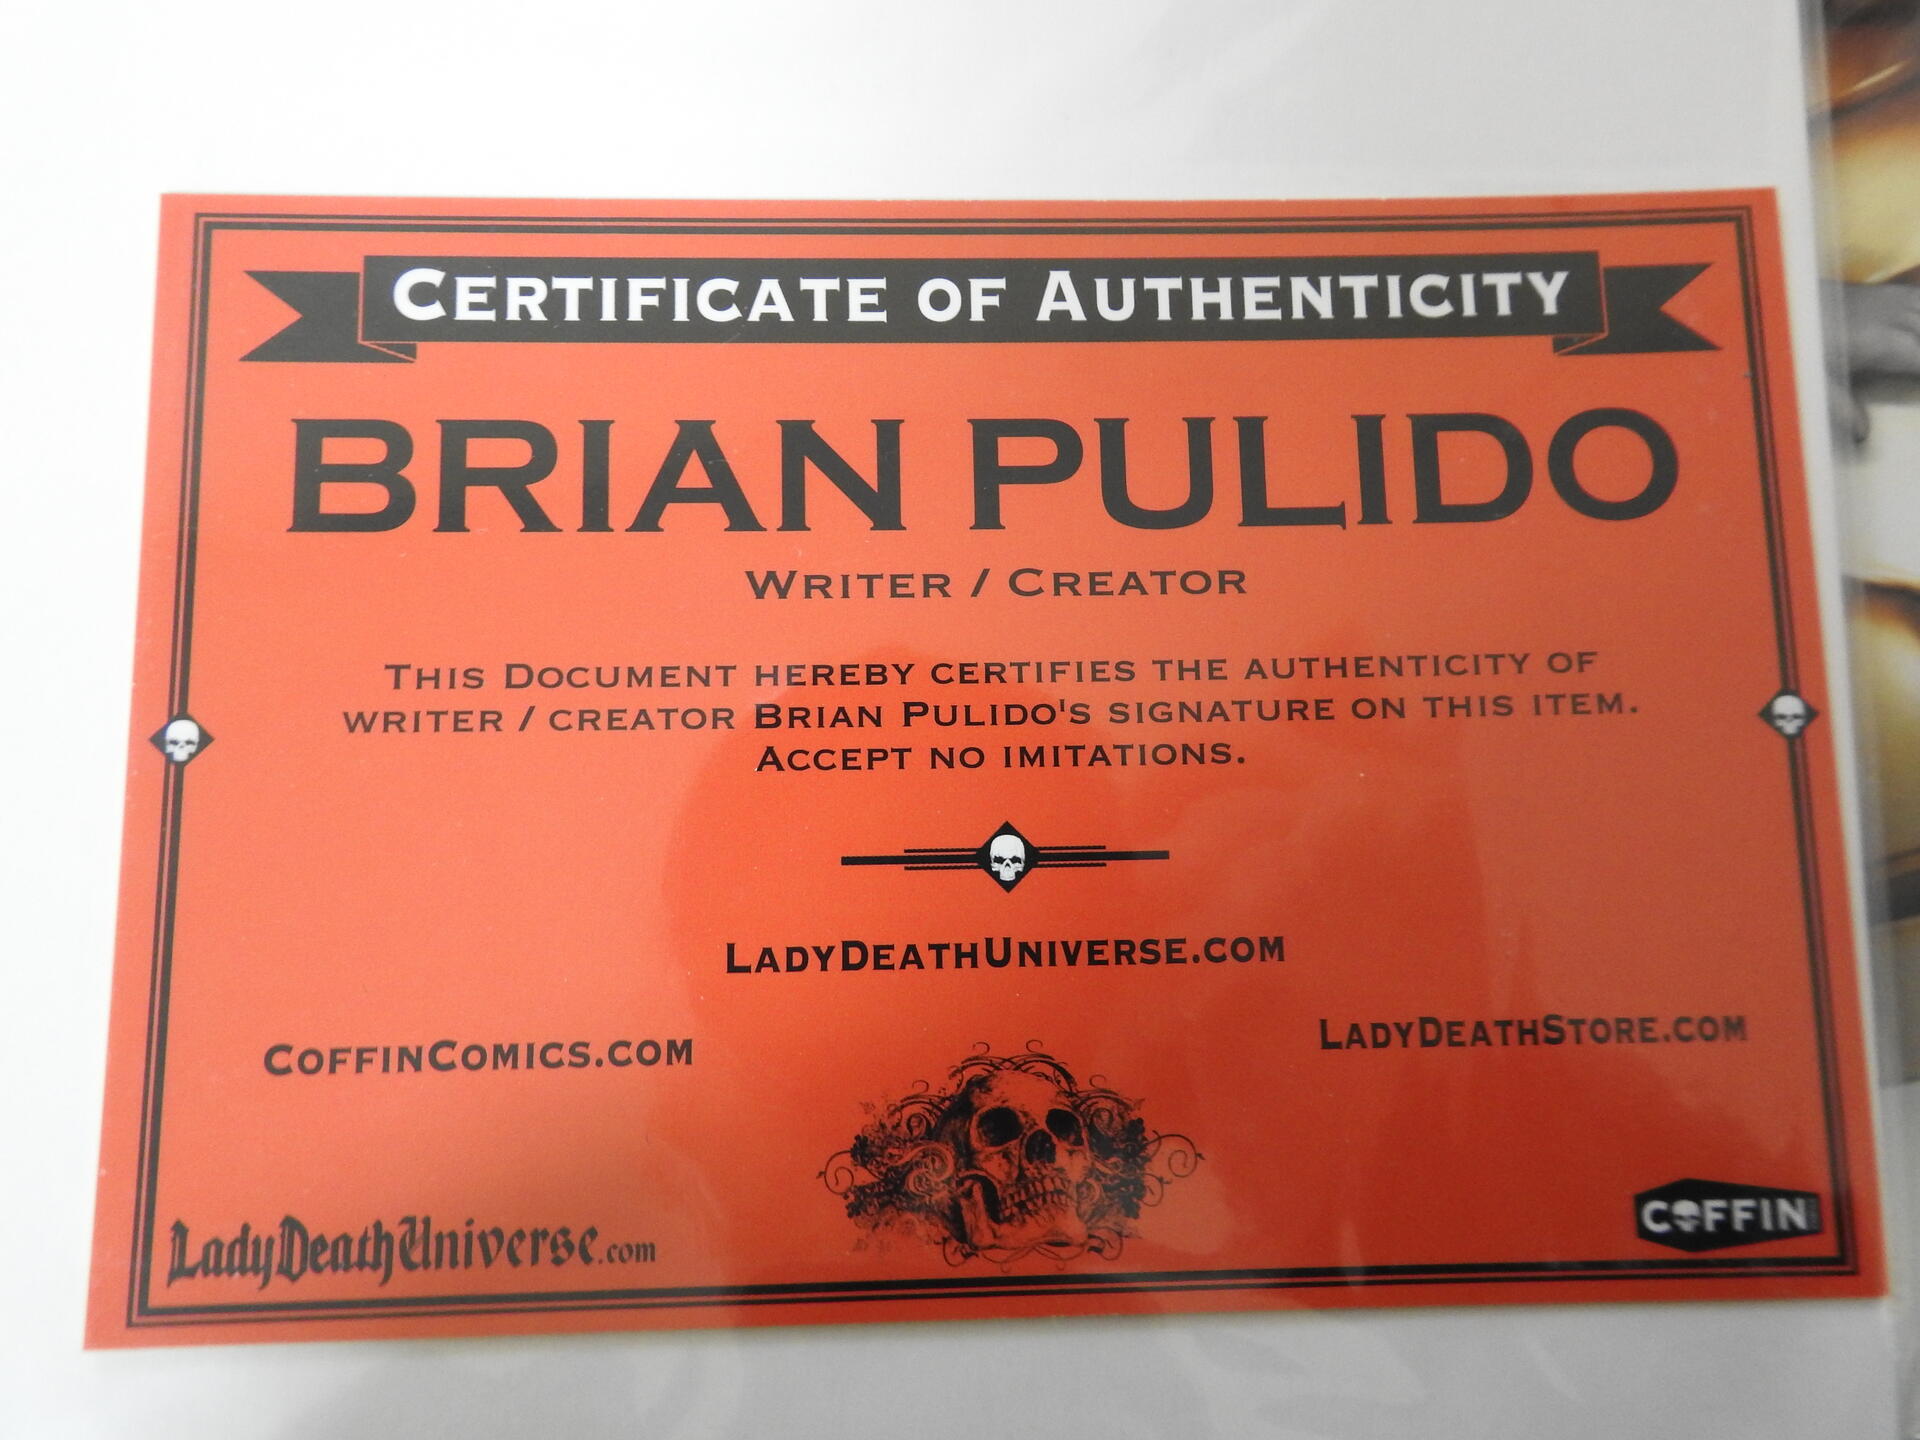 CERTIFICATE OF AUTHENTICITY
BRIAN PULIDO
WRITER / CREATOR
THIS DOCUMENT HEREBY CERTIFIES THE AUTHENTICITY OF
WRITER / CREATOR BRIAN PULIDO'S SIGNATURE ON THIS ITEM.
ACCEPT NO IMITATIONS.
LADYDEATHUNIVERSE.COM
COFFINCOMICS.COM
LADYDEATHSTORE.COM
LadyDeathUniverse.com
COFFIN